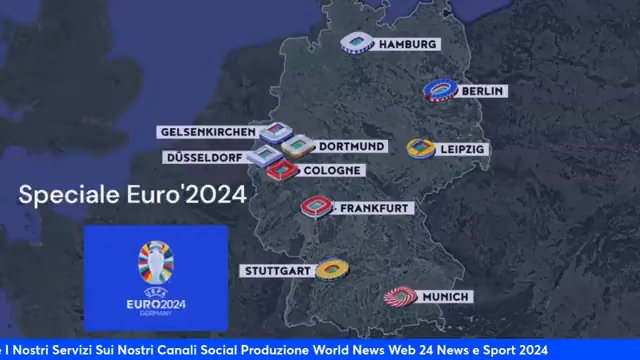 HAMBURG
BERLIN
GELSENKIRCHEN
DORTMUND
LEIPZIG
DÜSSELDORF
COLOGNE
Speciale Euro'2024
FRANKFURT
UEFA
EURO2024
GERMANY
STUTTGART
MUNICH
I Nostri Servizi Sui Nostri Canali Social Produzione World News Web 24 News e Sport 2024